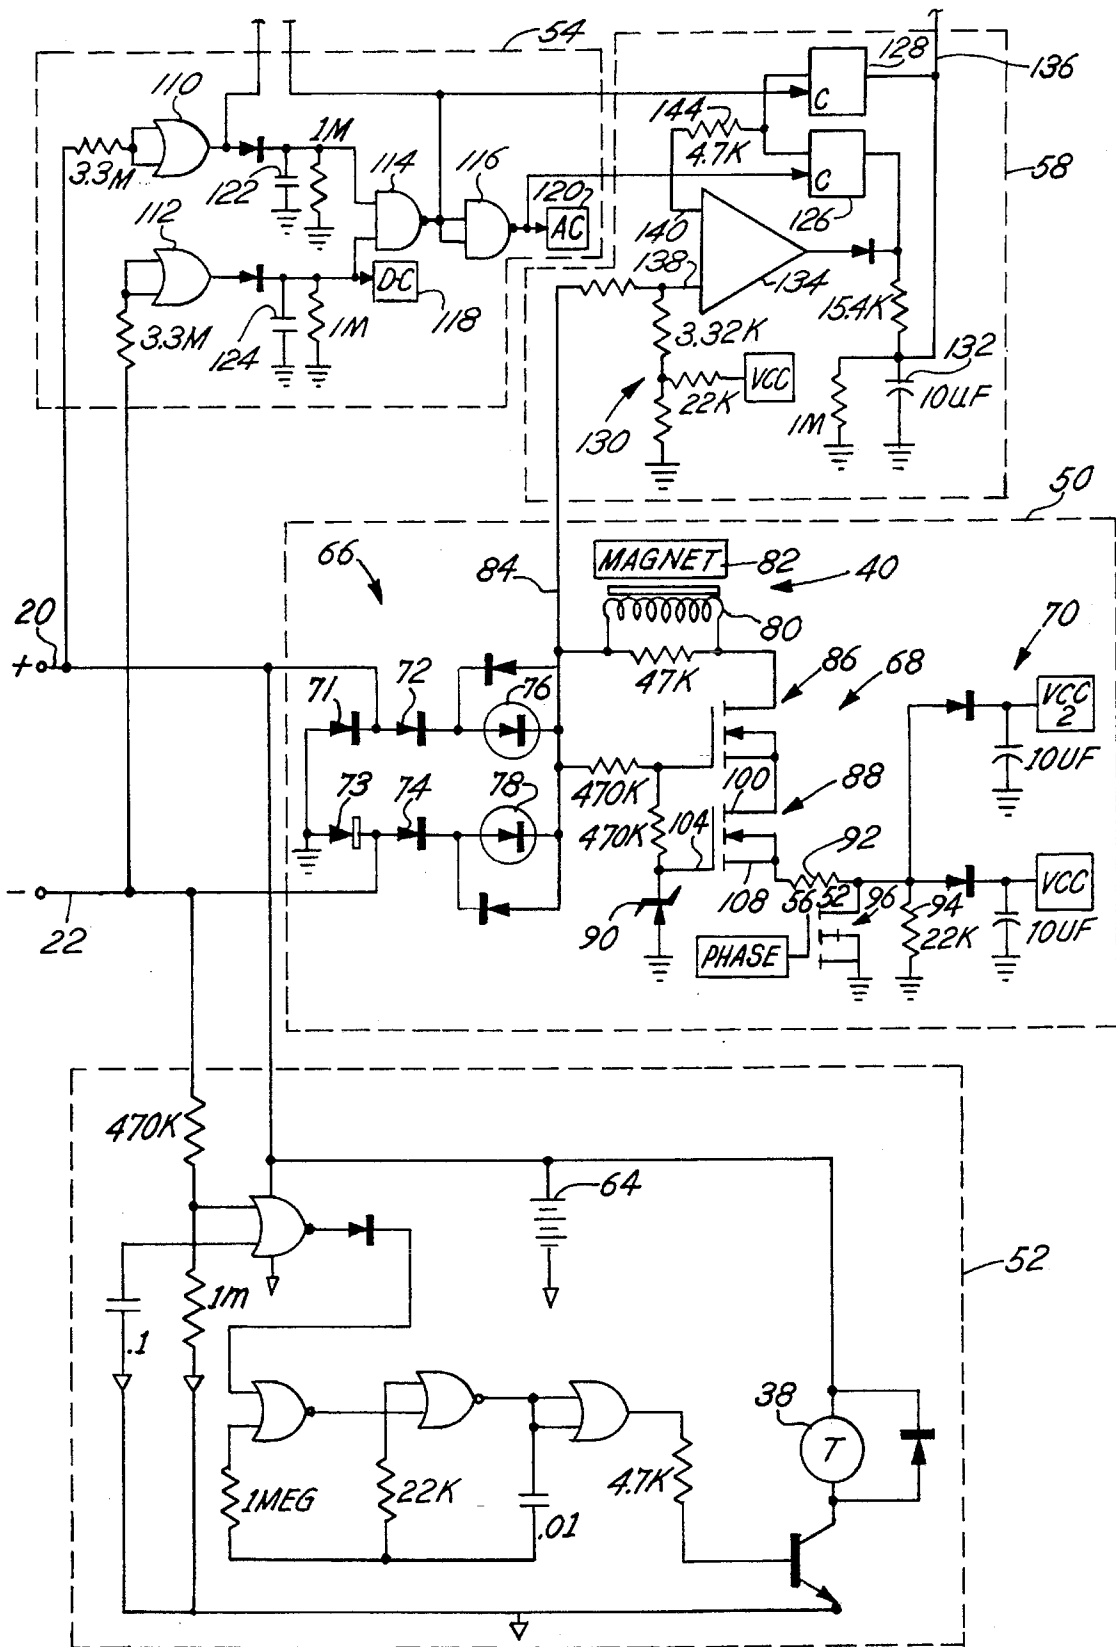 54
128
136
110
1M
144
114
116
4.7K
C
58
3.3M
122
120
C
AC
126
112
140
138
134
D-C
118
15.4K
3.3M
124
1M
3.32K
132
VCC
22K
10UF
1M
130
50
66
84
MAGNET
82
40
80
20
+
70
71
72
76
47K
86
68
VCC
2
10UF
73
74
78
470K
100
88
470K
104
92
VCC
−
22
108
56
52
96
94
22K
10UF
90
PHASE
470K
64
52
1m
.1
38
T
1MEG
22K
.01
4.7K